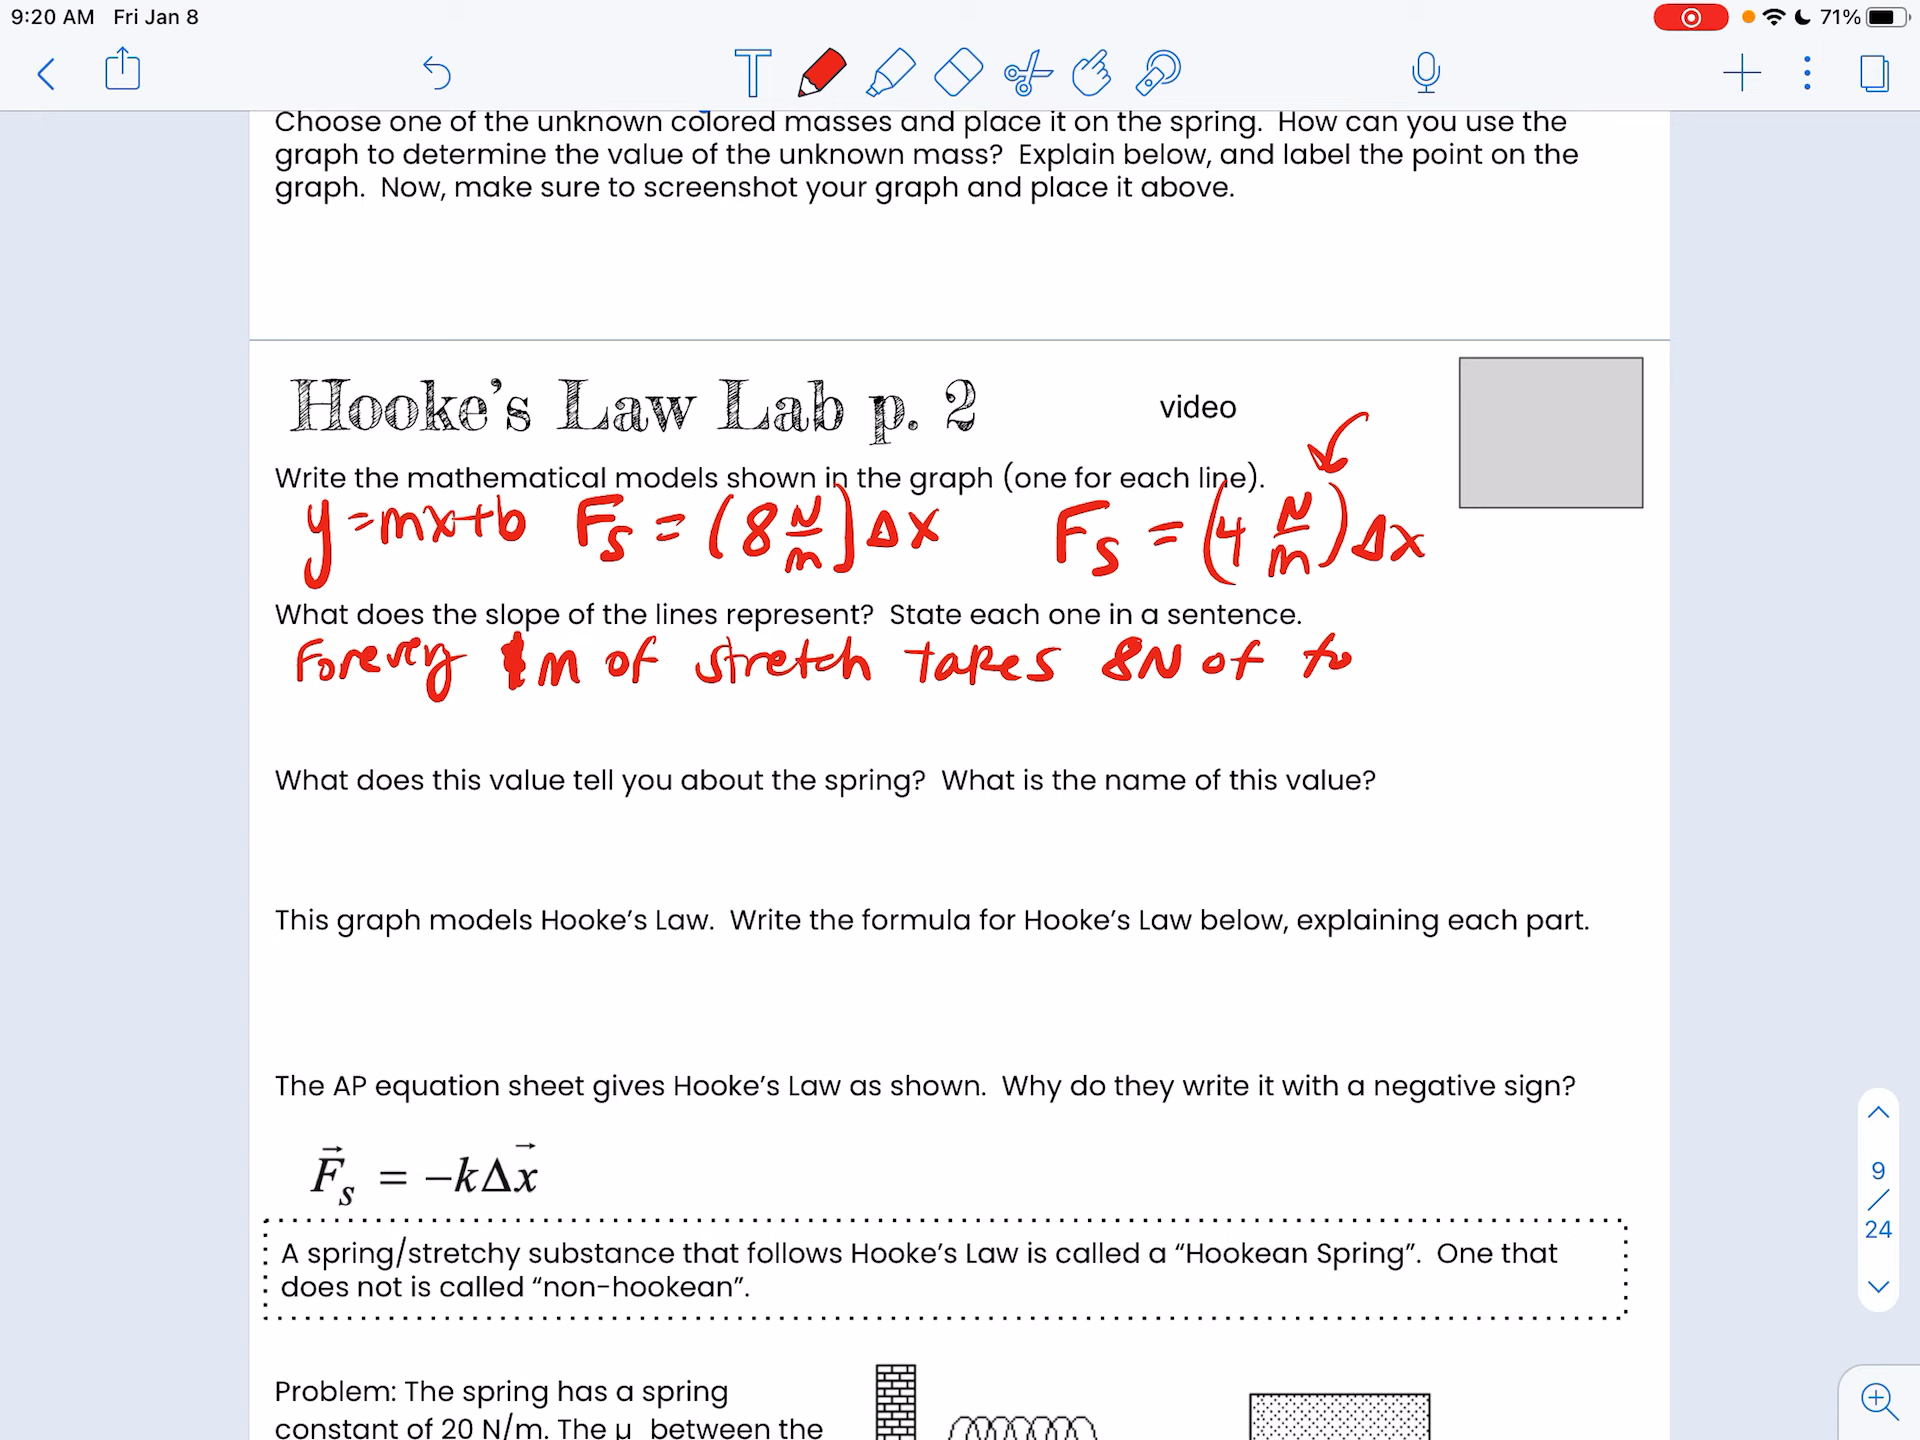 9:20 AM Fri Jan 8 71%
T
Choose one of the unknown colored masses and place it on the spring. How can you use the
graph to determine the value of the unknown mass? Explain below, and label the point on the
graph. Now, make sure to screenshot your graph and place it above.
Hooke's Law Lab p. 2 video
Write the mathematical models shown in the graph (one for each line).
y=mx+b Fs = (8 N/m) Δx Fs = (4 N/m) Δx
What does the slope of the lines represent? State each one in a sentence.
Forevery 1m of stretch takes 8N of fo
What does this value tell you about the spring? What is the name of this value?
This graph models Hooke's Law. Write the formula for Hooke's Law below, explaining each part.
The AP equation sheet gives Hooke's Law as shown. Why do they write it with a negative sign?
F⃗s = −kΔx⃗
A spring/stretchy substance that follows Hooke's Law is called a “Hookean Spring”. One that
does not is called “non-hookean”.
Problem: The spring has a spring
constant of 20 N/m. The μ between the
9
/
24